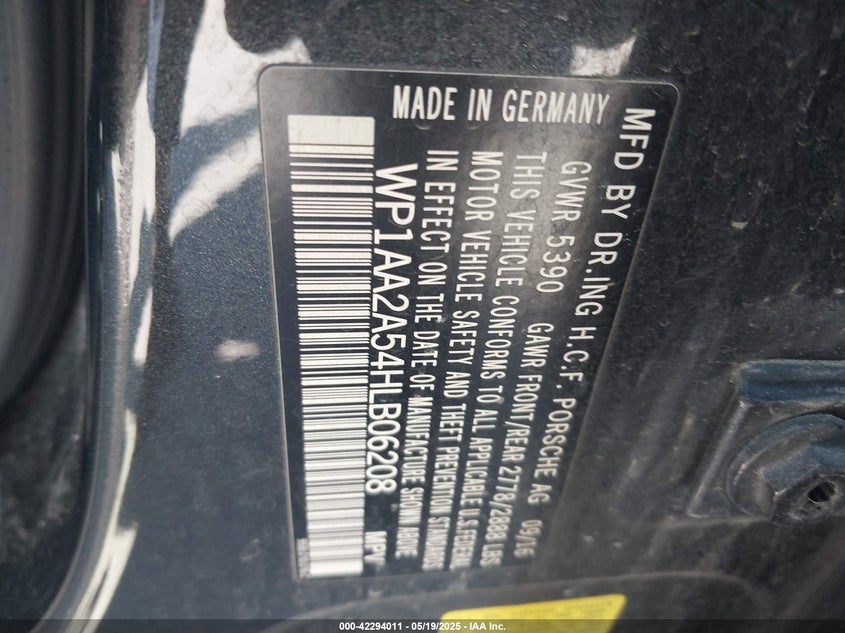 MFD BY DR.ING H.C.F. PORSCHE AG 09/16
GVWR 5390 GAWR FRONT/REAR 2778/2888 LBS
THIS VEHICLE CONFORMS TO ALL APPLICABLE U.S FEDERAL
MOTOR VEHICLE SAFETY AND THEFT PREVENTION STANDARDS
IN EFFECT ON THE DATE OF MANUFACTURE SHOWN ABOVE
WP1AA2A54HLB06208 MPV
MADE IN GERMANY
000-42294011 - 05/19/2025 - IAA Inc.